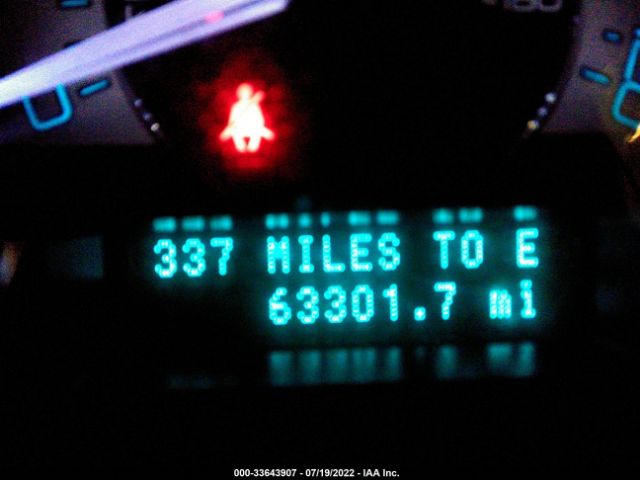 337 MILES TO E
63301.7 mi
000-33643907 - 07/19/2022 - IAA Inc.